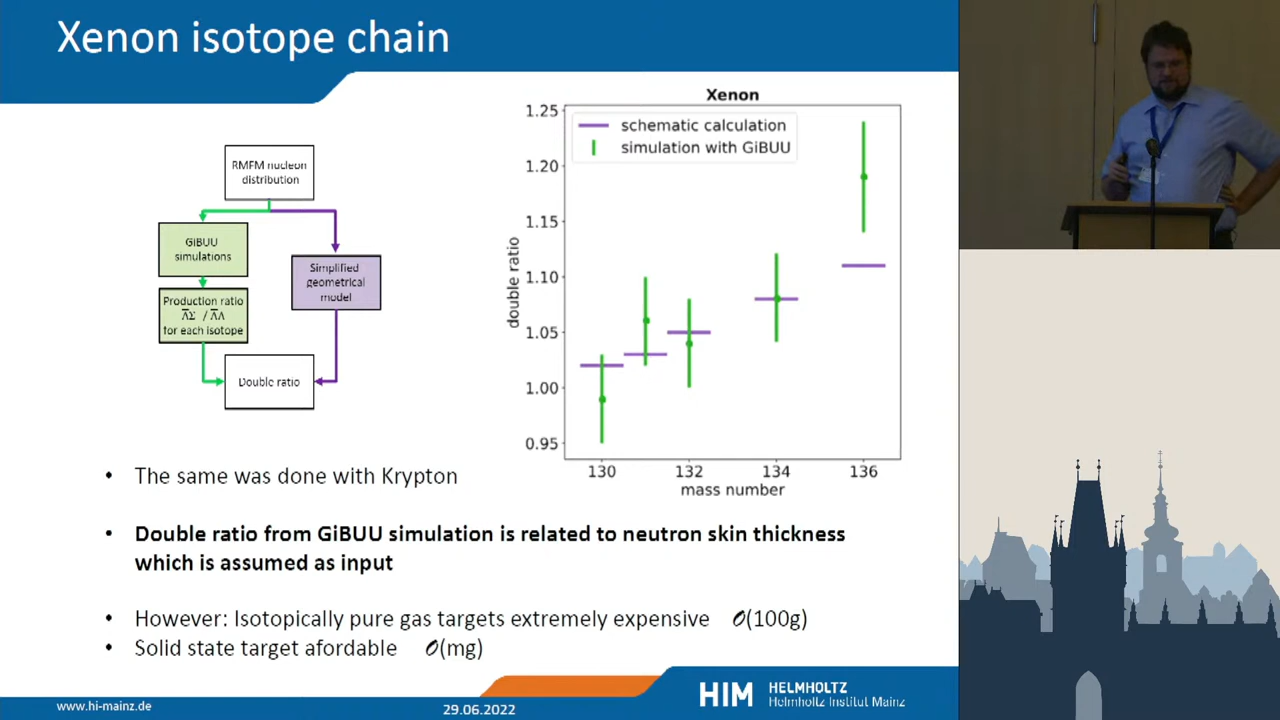 Xenon isotope chain
RMFM nucleon
distribution
GiBUU
simulations
Simplified
geometrical
model
Production ratio
Λ̅Σ⁻/Λ̅Λ
for each isotope
Double ratio
Xenon
schematic calculation
simulation with GiBUU
double ratio
1.25
1.20
1.15
1.10
1.05
1.00
0.95
130 132 134 136
mass number
• The same was done with Krypton
• Double ratio from GiBUU simulation is related to neutron skin thickness
which is assumed as input
• However: Isotopically pure gas targets extremely expensive 𝒪(100g)
• Solid state target afordable 𝒪(mg)
www.hi-mainz.de
29.06.2022
HIM HELMHOLTZ
Helmholtz Institut Mainz